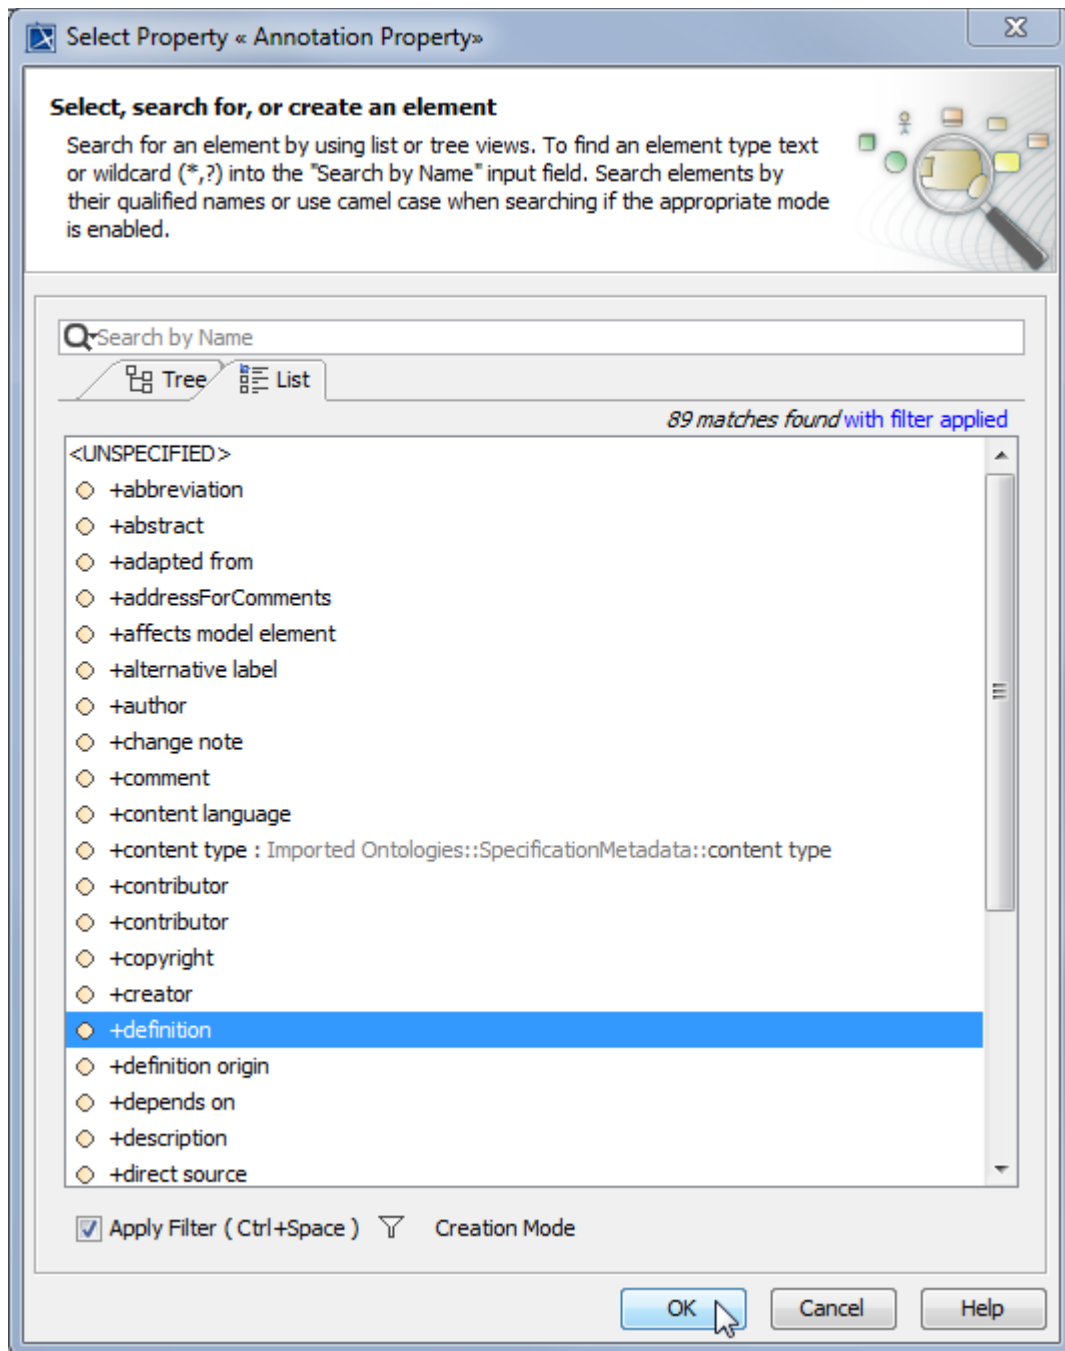 Select Property « Annotation Property»
Select, search for, or create an element
Search for an element by using list or tree views. To find an element type text
or wildcard (*,?) into the "Search by Name" input field. Search elements by
their qualified names or use camel case when searching if the appropriate mode
is enabled.
Search by Name
Tree List
89 matches found with filter applied
<UNSPECIFIED>
+abbreviation
+abstract
+adapted from
+addressForComments
+affects model element
+alternative label
+author
+change note
+comment
+content language
+content type : Imported Ontologies::SpecificationMetadata::content type
+contributor
+contributor
+copyright
+creator
+definition
+definition origin
+depends on
+description
+direct source
Apply Filter ( Ctrl+Space ) Creation Mode
OK Cancel Help